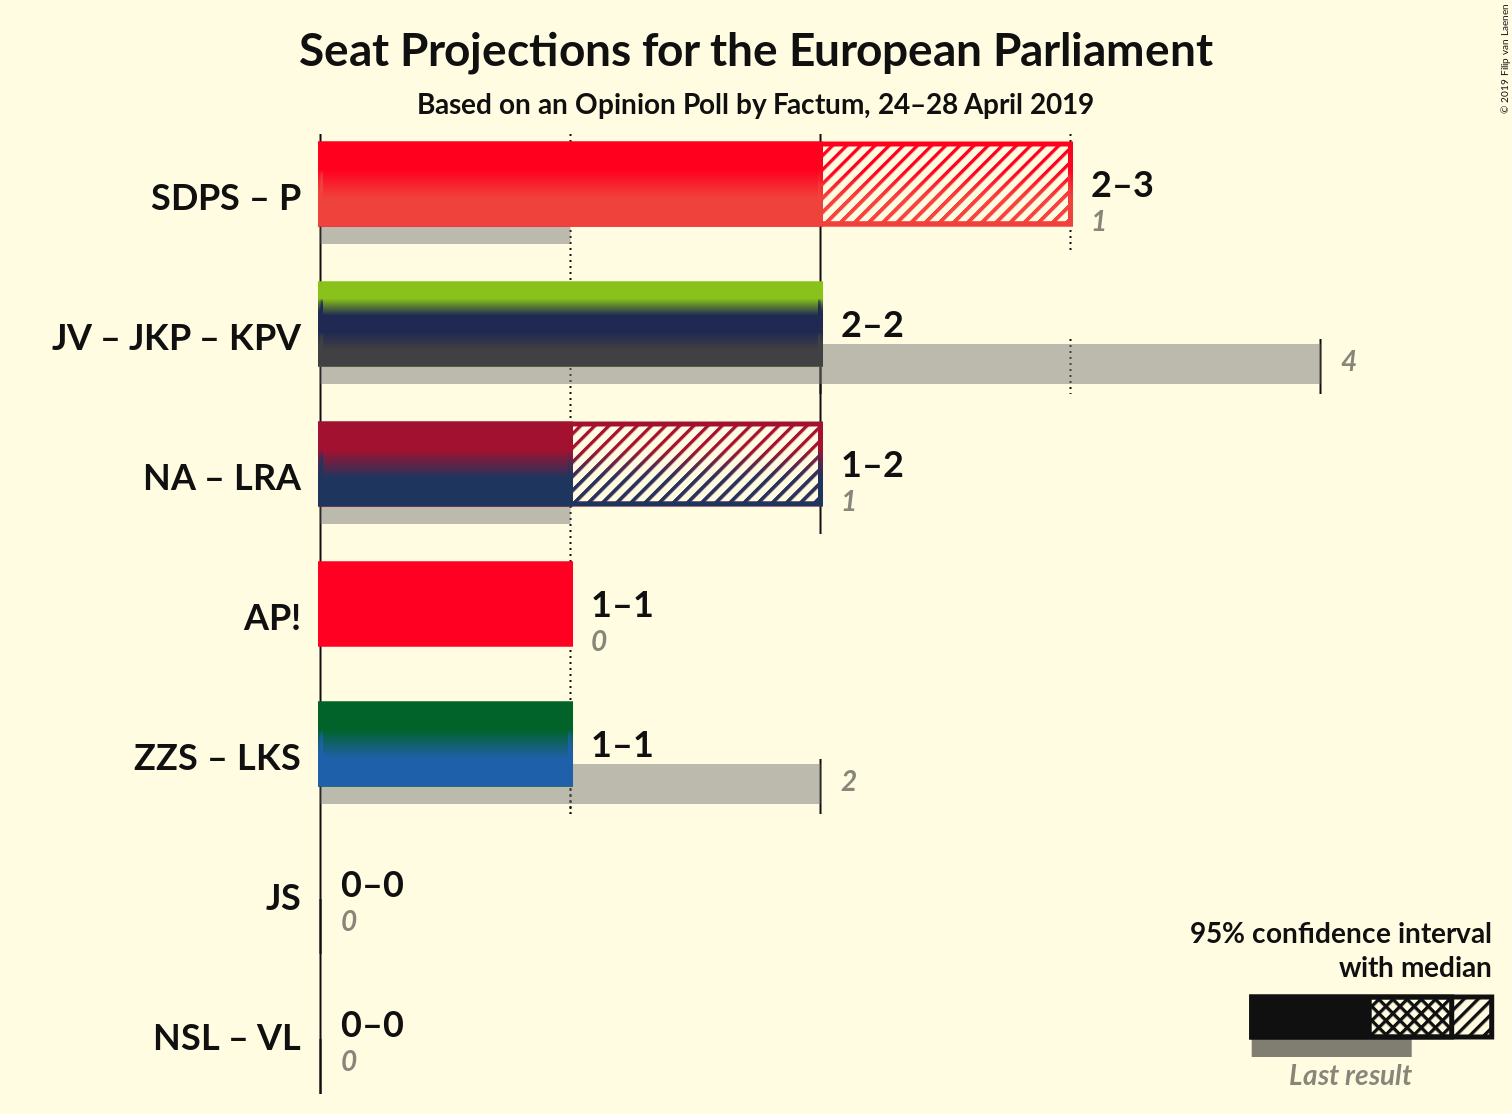 Seat Projections for the European Parliament
Based on an Opinion Poll by Factum, 24–28 April 2019
© 2019 Filip van Laenen
SDPS – P
2–3
1
JV – JKP – KPV
2–2
4
NA – LRA
1–2
1
AP!
1–1
0
ZZS – LKS
1–1
2
JS
0–0
0
NSL – VL
0–0
0
95% confidence interval
with median
Last result